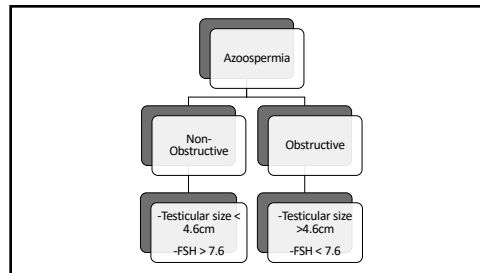 Azoospermia
Non-
Obstructive
Obstructive
-Testicular size <
4.6cm
-FSH > 7.6
-Testicular size
>4.6cm
-FSH < 7.6